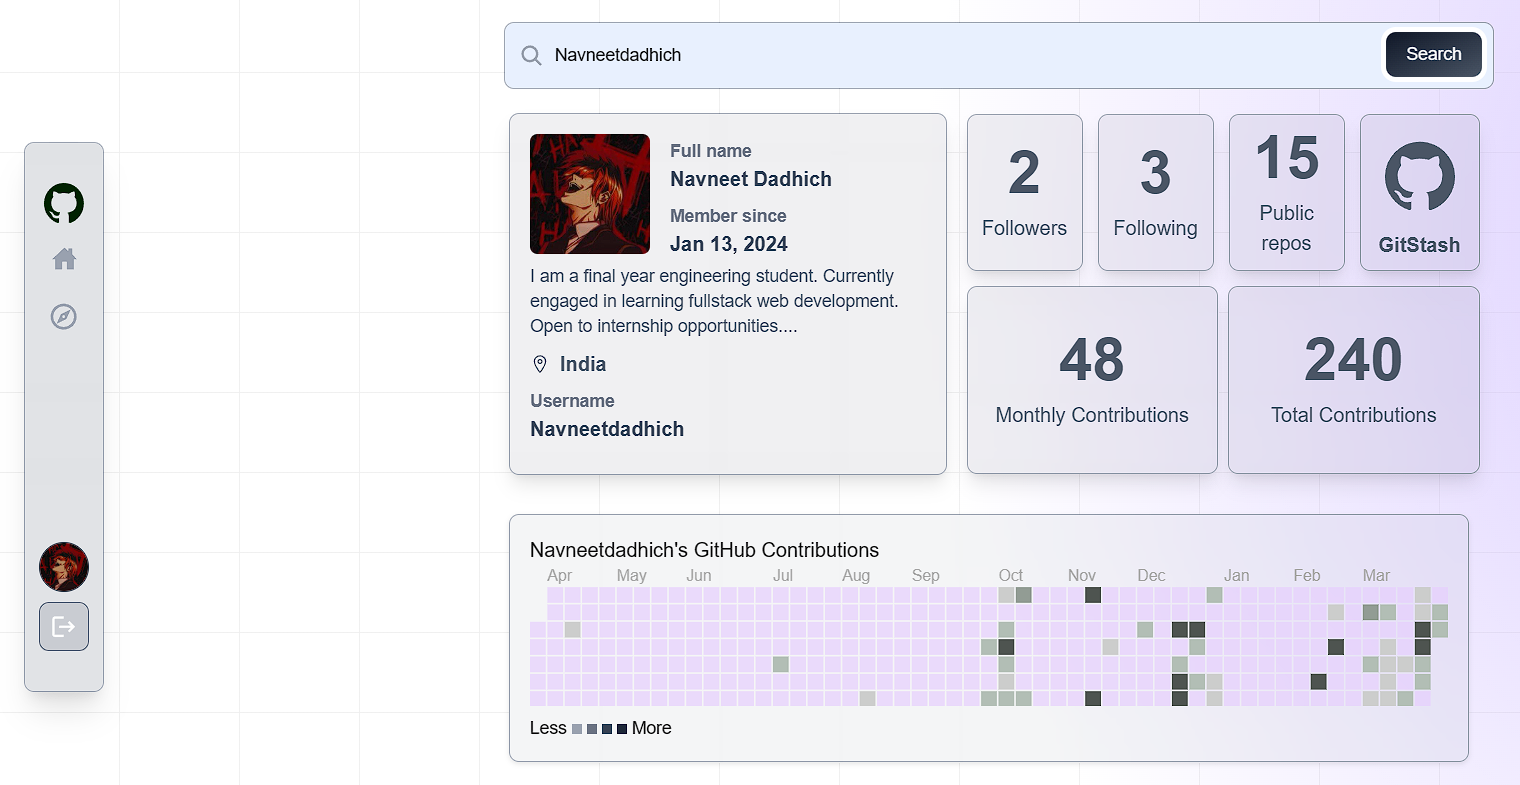 Navneetdadhich
Search
Full name
Navneet Dadhich
Member since
Jan 13, 2024
I am a final year engineering student. Currently
engaged in learning fullstack web development.
Open to internship opportunities....
India
Username
Navneetdadhich
2
Followers
3
Following
15
Public
repos
GitStash
48
Monthly Contributions
240
Total Contributions
Navneetdadhich's GitHub Contributions
Apr May Jun Jul Aug Sep Oct Nov Dec Jan Feb Mar
Less More